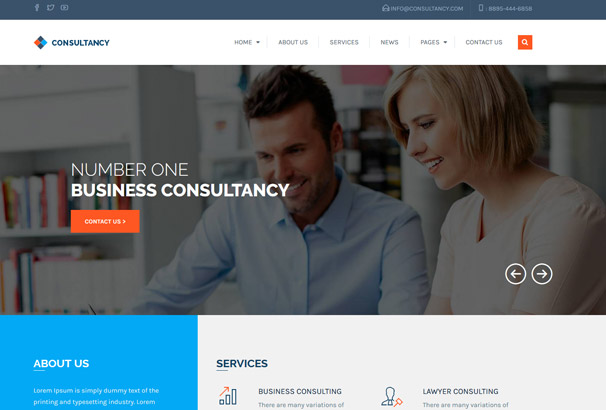 INFO@CONSULTANCY.COM
: 8895-444-6658
CONSULTANCY
HOME
ABOUT US
SERVICES
NEWS
PAGES
CONTACT US
NUMBER ONE
BUSINESS CONSULTANCY
CONTACT US >
ABOUT US
Lorem Ipsum is simply dummy text of the
printing and typesetting industry. Lorem
SERVICES
BUSINESS CONSULTING
There are many variations of
LAWYER CONSULTING
There are many variations of